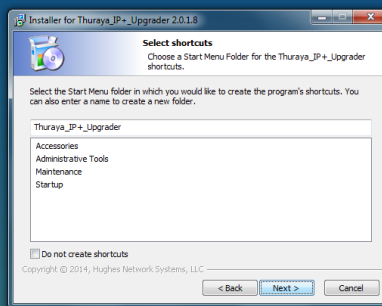 Installer for Thuraya_IP+_Upgrader 2.0.1.8
Select shortcuts
Choose a Start Menu Folder for the Thuraya_IP+_Upgrader
shortcuts.
Select the Start Menu folder in which you would like to create the program's shortcuts. You
can also enter a name to create a new folder.
Thuraya_IP+_Upgrader
Accessories
Administrative Tools
Maintenance
Startup
Do not create shortcuts
Copyright © 2014, Hughes Network Systems, LLC
< Back
Next >
Cancel